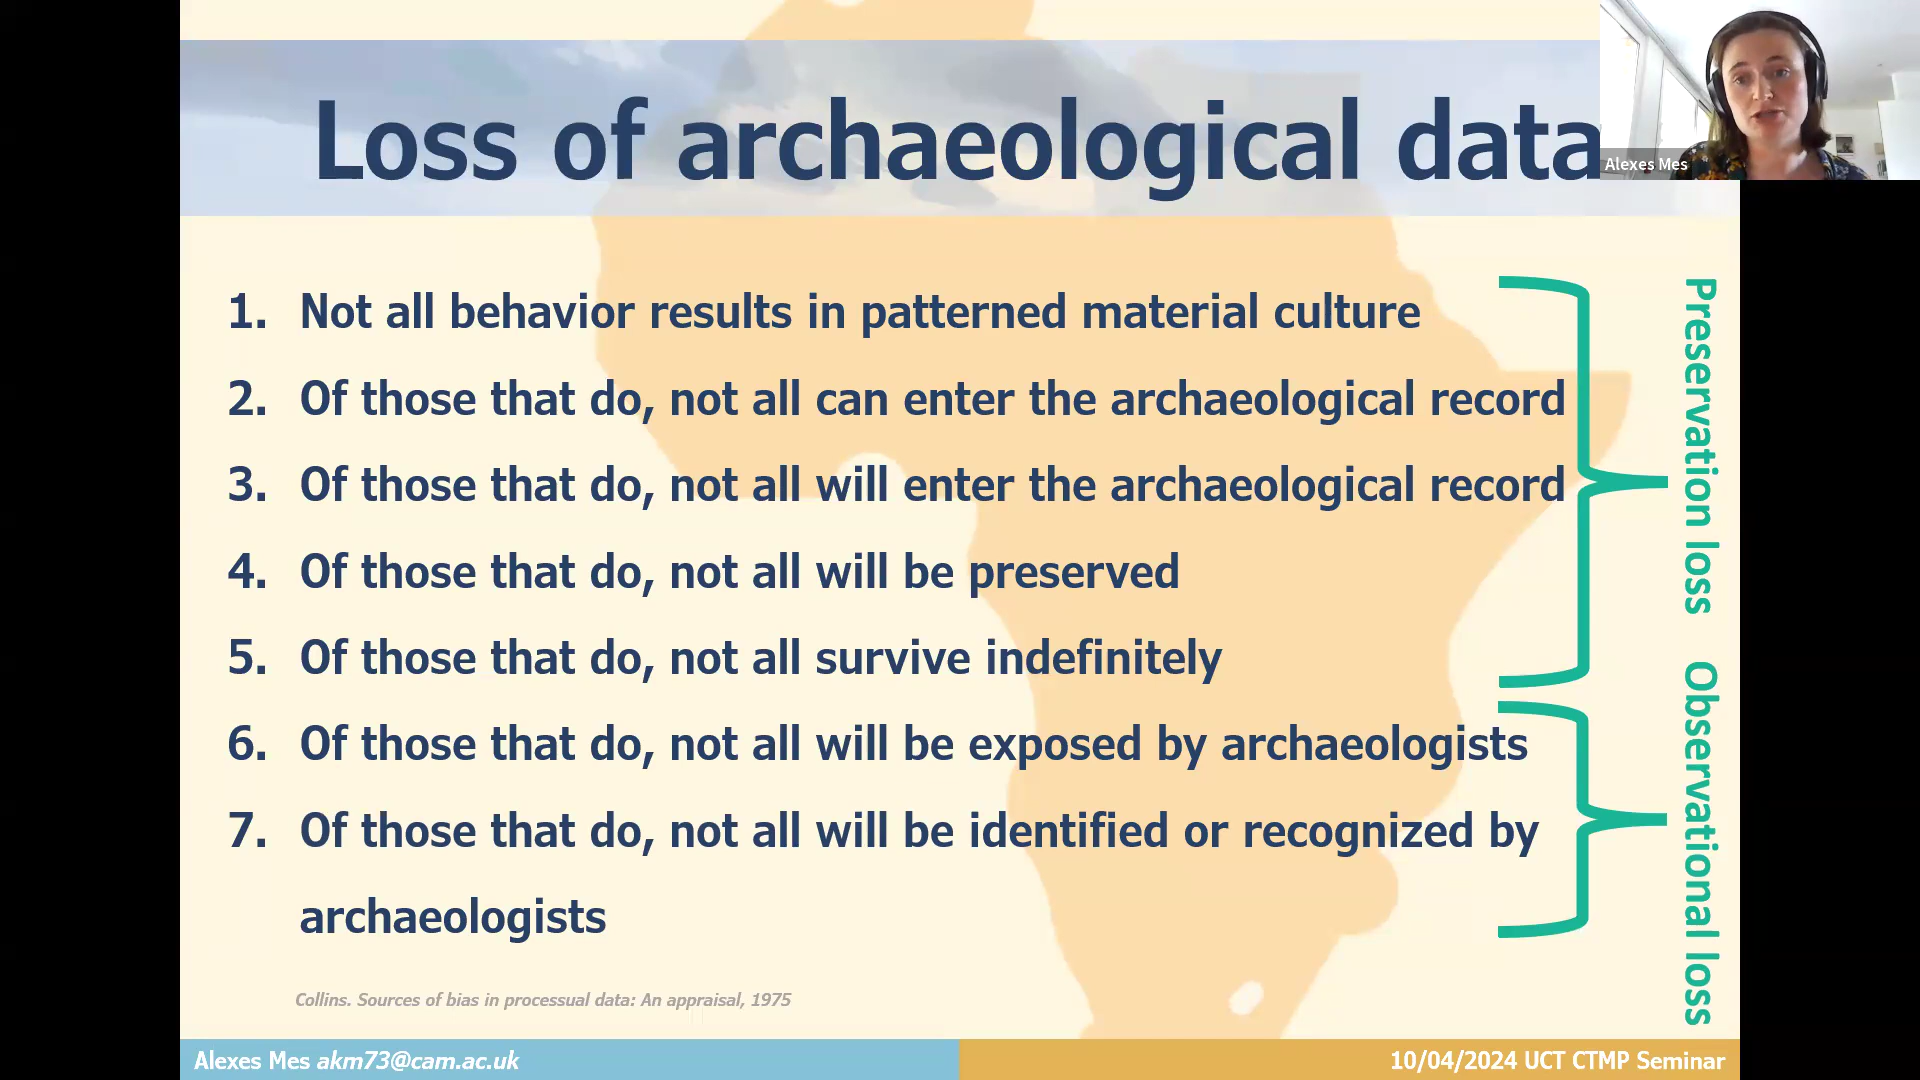 Loss of archaeological data
Alexes Mes
1. Not all behavior results in patterned material culture
2. Of those that do, not all can enter the archaeological record
3. Of those that do, not all will enter the archaeological record
4. Of those that do, not all will be preserved
5. Of those that do, not all survive indefinitely
6. Of those that do, not all will be exposed by archaeologists
7. Of those that do, not all will be identified or recognized by
archaeologists
Preservation loss
Observational loss
Collins. Sources of bias in processual data: An appraisal, 1975
Alexes Mes akm73@cam.ac.uk
10/04/2024 UCT CTMP Seminar